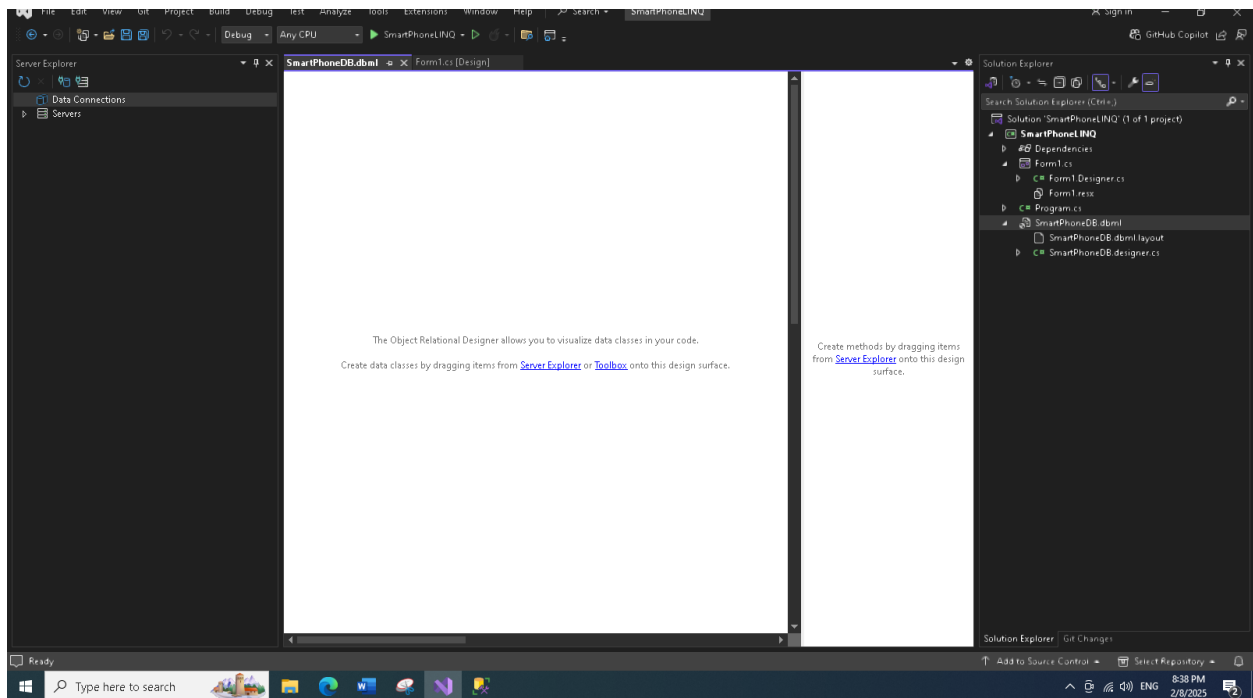 File Edit View Git Project Build Debug Test Analyze Tools Extensions Window Help Search SmartPhoneLINQ Sign in
Debug Any CPU SmartPhoneLINQ GitHub Copilot
Server Explorer
Data Connections
Servers
SmartPhoneDB.dbml Form1.cs [Design]
The Object Relational Designer allows you to visualize data classes in your code.
Create data classes by dragging items from Server Explorer or Toolbox onto this design surface.
Create methods by dragging items
from Server Explorer onto this design
surface.
Solution Explorer
Search Solution Explorer (Ctrl+;)
Solution 'SmartPhoneLINQ' (1 of 1 project)
SmartPhoneLINQ
Dependencies
Form1.cs
C# Form1.Designer.cs
Form1.resx
C# Program.cs
SmartPhoneDB.dbml
SmartPhoneDB.dbml.layout
C# SmartPhoneDB.designer.cs
Solution Explorer Git Changes
Ready Add to Source Control Select Repository
Type here to search ENG 8:38 PM
2/8/2025